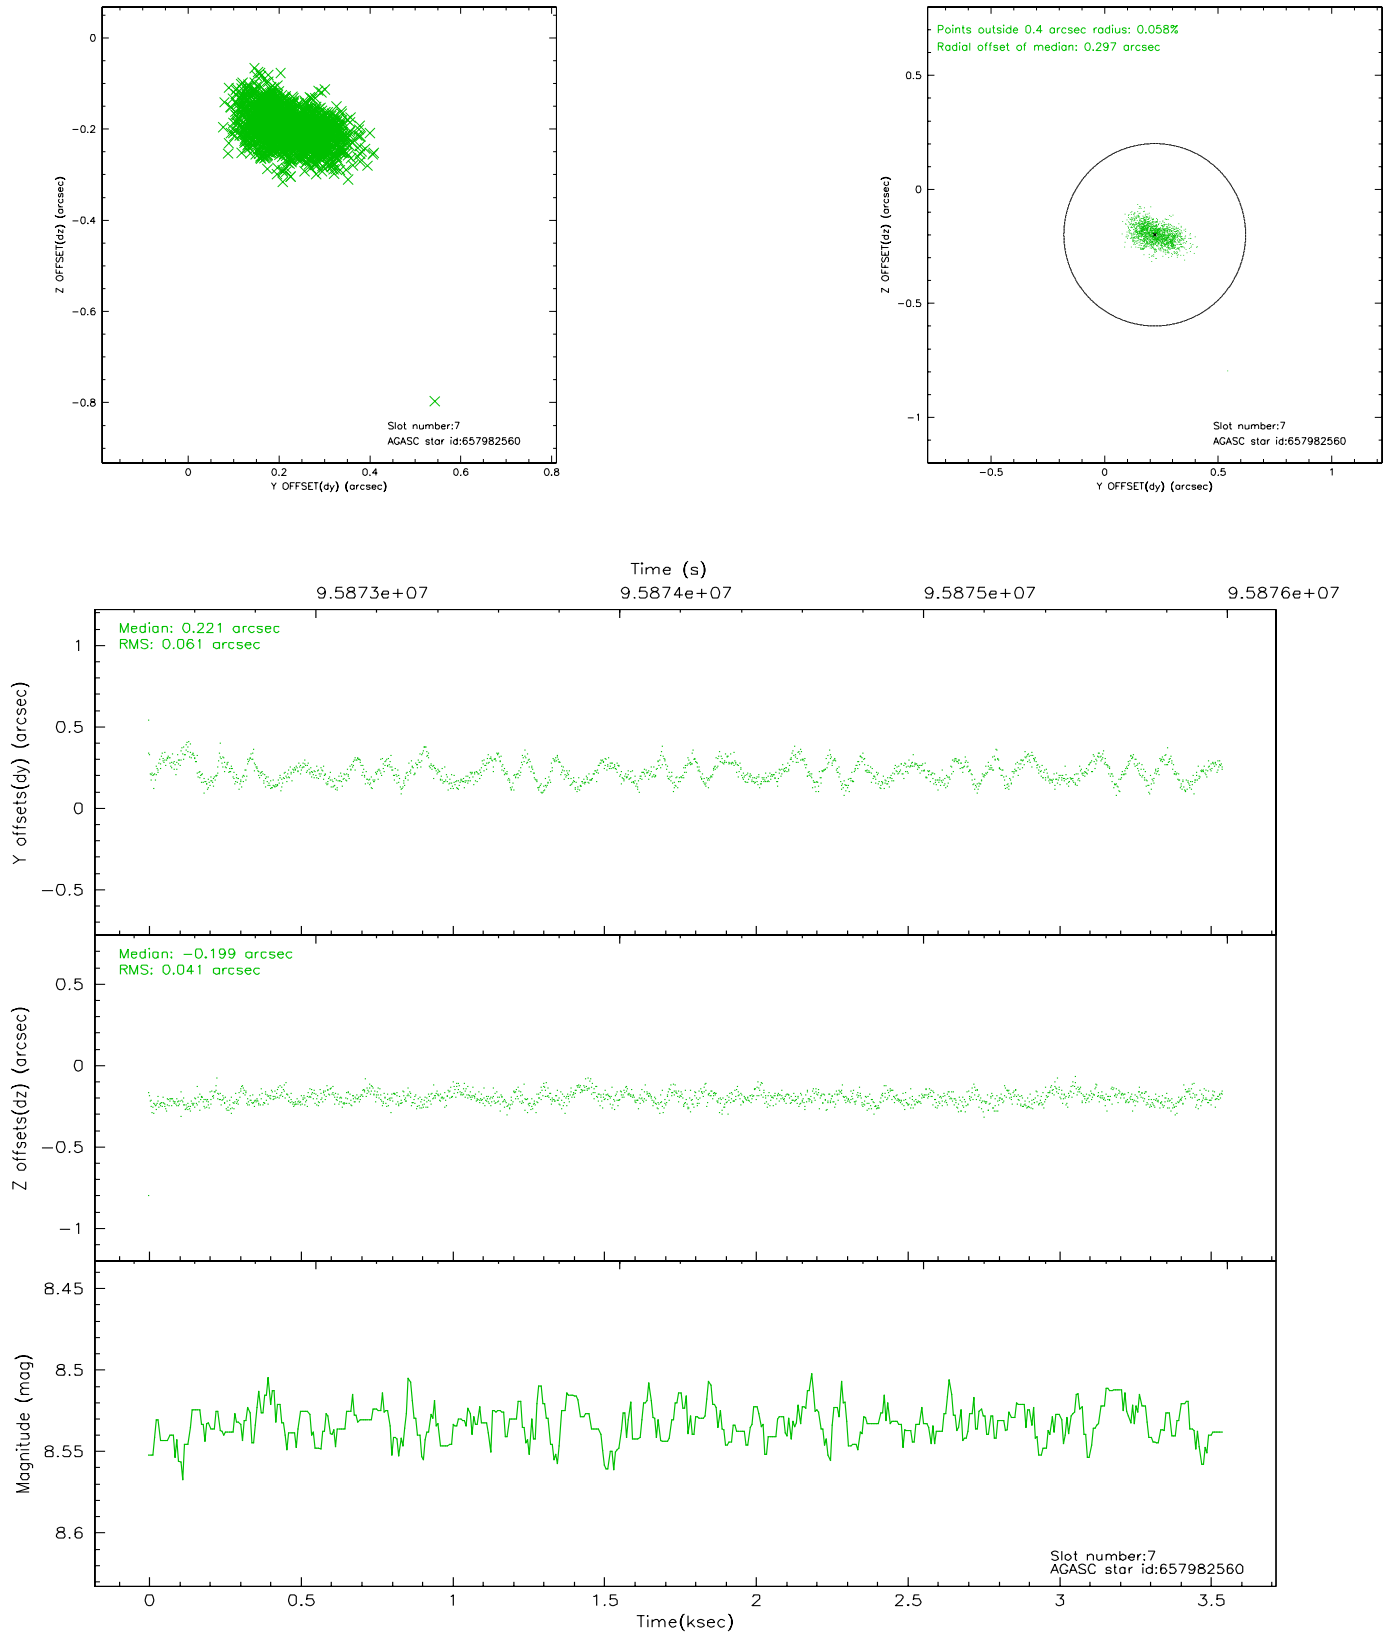 0
−0.2
−0.4
−0.6
−0.8
Z OFFSET(dz) (arcsec)
Slot number:7
AGASC star id:657982560
0
0.2
0.4
0.6
0.8
Y OFFSET(dy) (arcsec)
Points outside 0.4 arcsec radius: 0.058%
Radial offset of median: 0.297 arcsec
0.5
0
−0.5
−1
Z OFFSET(dz) (arcsec)
Slot number:7
AGASC star id:657982560
−0.5
0
0.5
1
Y OFFSET(dy) (arcsec)
Time (s)
9.5873e+07
9.5874e+07
9.5875e+07
9.5876e+07
Median: 0.221 arcsec
RMS: 0.061 arcsec
1
0.5
0
−0.5
Y offsets(dy) (arcsec)
Median: −0.199 arcsec
RMS: 0.041 arcsec
0.5
0
−0.5
−1
Z offsets(dz) (arcsec)
8.45
8.5
8.55
8.6
Magnitude (mag)
Slot number:7
AGASC star id:657982560
0
0.5
1
1.5
2
2.5
3
3.5
Time(ksec)